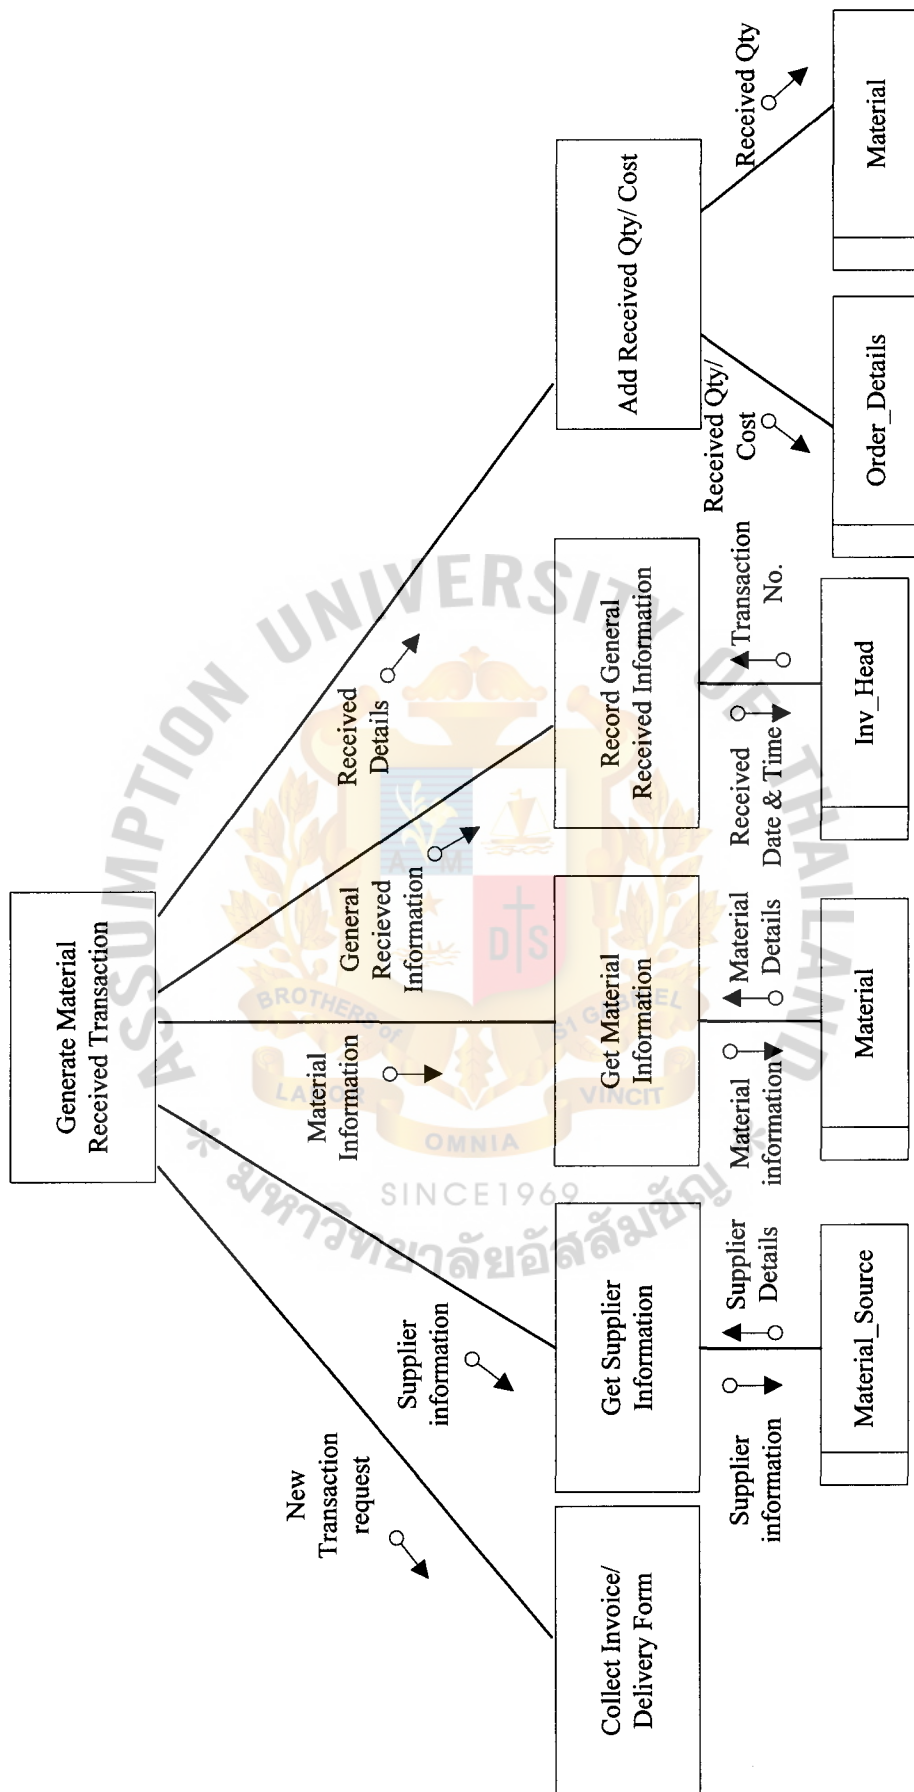 Generate Material
Received Transaction
New
Transaction
request
Supplier
information
Material
Information
General
Recieved
Information
Received
Details
Collect Invoice/
Delivery Form
Get Supplier
Information
Get Material
Information
Record General
Received Information
Add Received Qty/ Cost
Supplier
information
Supplier
Details
Material
information
Material
Details
Received
Date & Time
Transaction
No.
Received Qty/
Cost
Received Qty
Material_Source
Material
Inv_Head
Order_Details
Material
ASSUMPTION UNIVERSITY OF THAILAND
A M
D S
BROTHERS of
ST GABRIEL
LABOR
OMNIA
VINCIT
SINCE1969
* มหาวิทยาลัยอัสสัมชัญ *